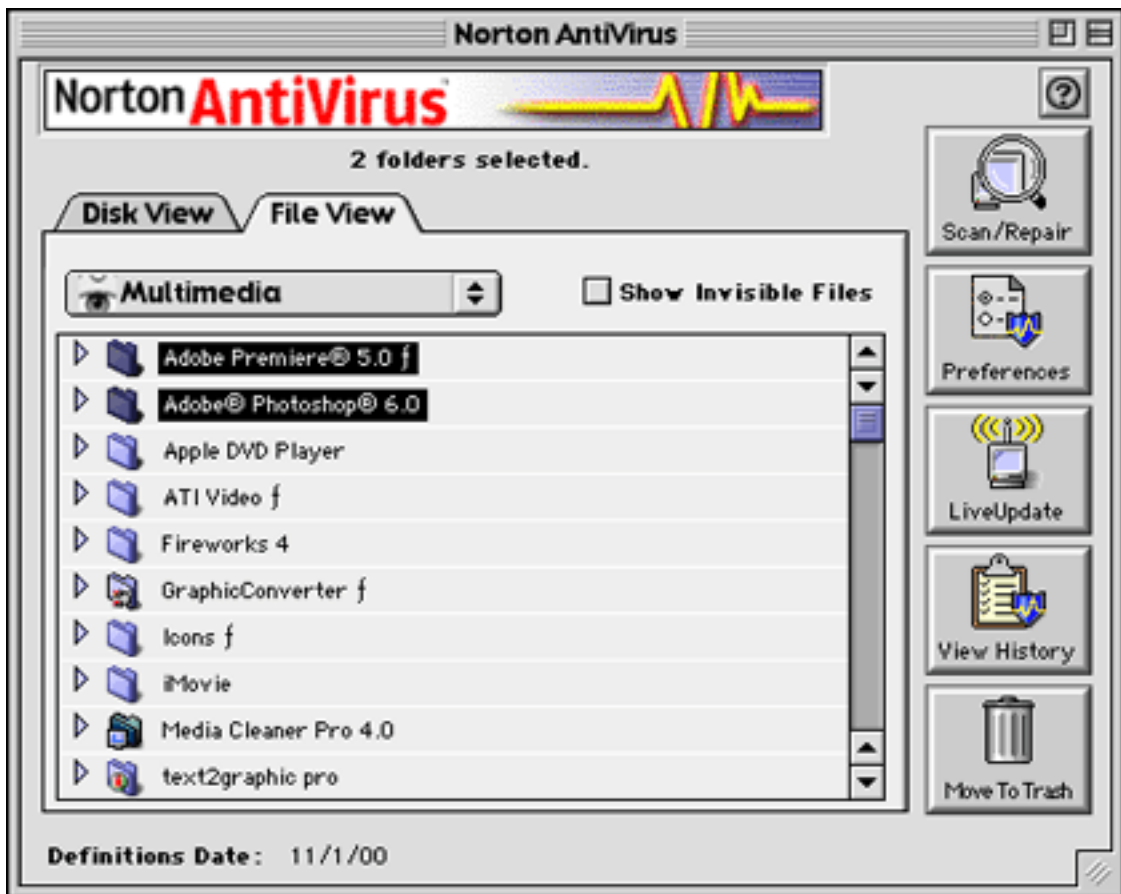 Norton AntiVirus
Norton AntiVirus
?
2 folders selected.
Disk View
File View
Multimedia
Show Invisible Files
Adobe Premiere® 5.0 ƒ
Adobe® Photoshop® 6.0
Apple DVD Player
ATI Video ƒ
Fireworks 4
GraphicConverter ƒ
Icons ƒ
iMovie
Media Cleaner Pro 4.0
text2graphic pro
Scan/Repair
Preferences
LiveUpdate
View History
Move To Trash
Definitions Date: 11/1/00